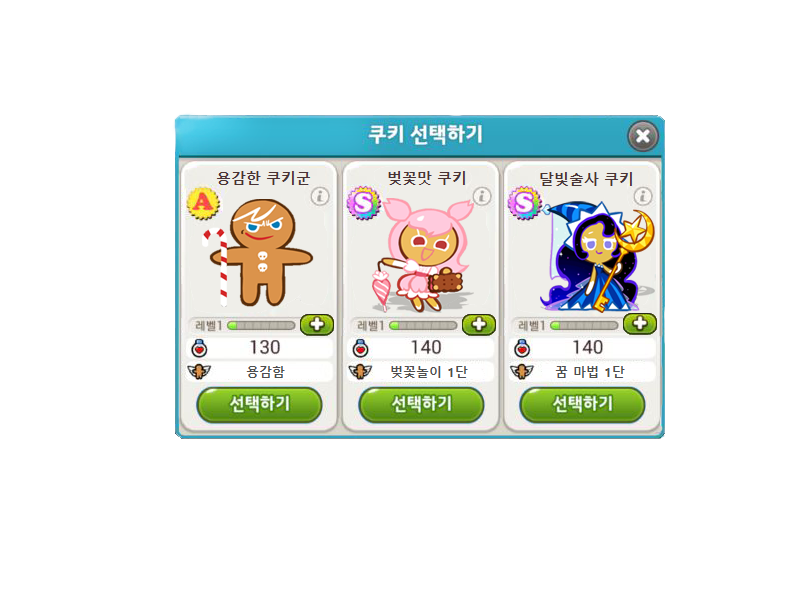 쿠키 선택하기
용감한 쿠키군
A
레벨1
130
용감함
선택하기
벚꽃맛 쿠키
S
레벨1
140
벚꽃놀이 1단
선택하기
달빛술사 쿠키
S
레벨1
140
꿈 마법 1단
선택하기